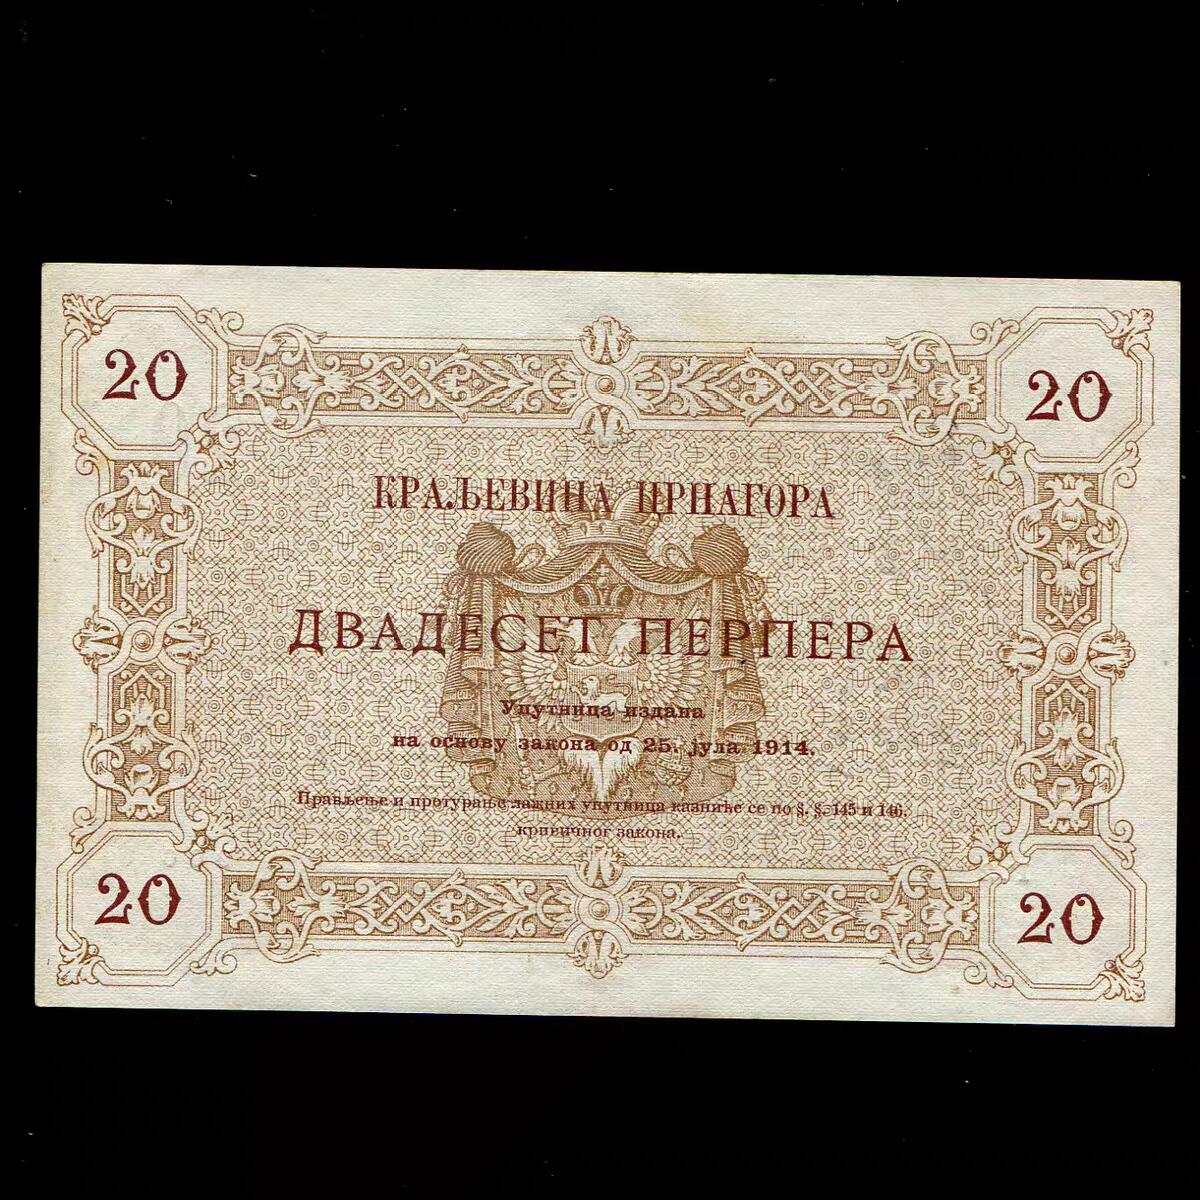 20 20
КРАЉЕВИНА ЦРНАГОРА
ДВАДЕСЕТ ПЕРПЕРА
Упутница издана
на основу закона од 25. јула 1914.
Прављење и протурање лажних упутница казниће се по §. §. 145 и 146.
кривичног закона.
20 20